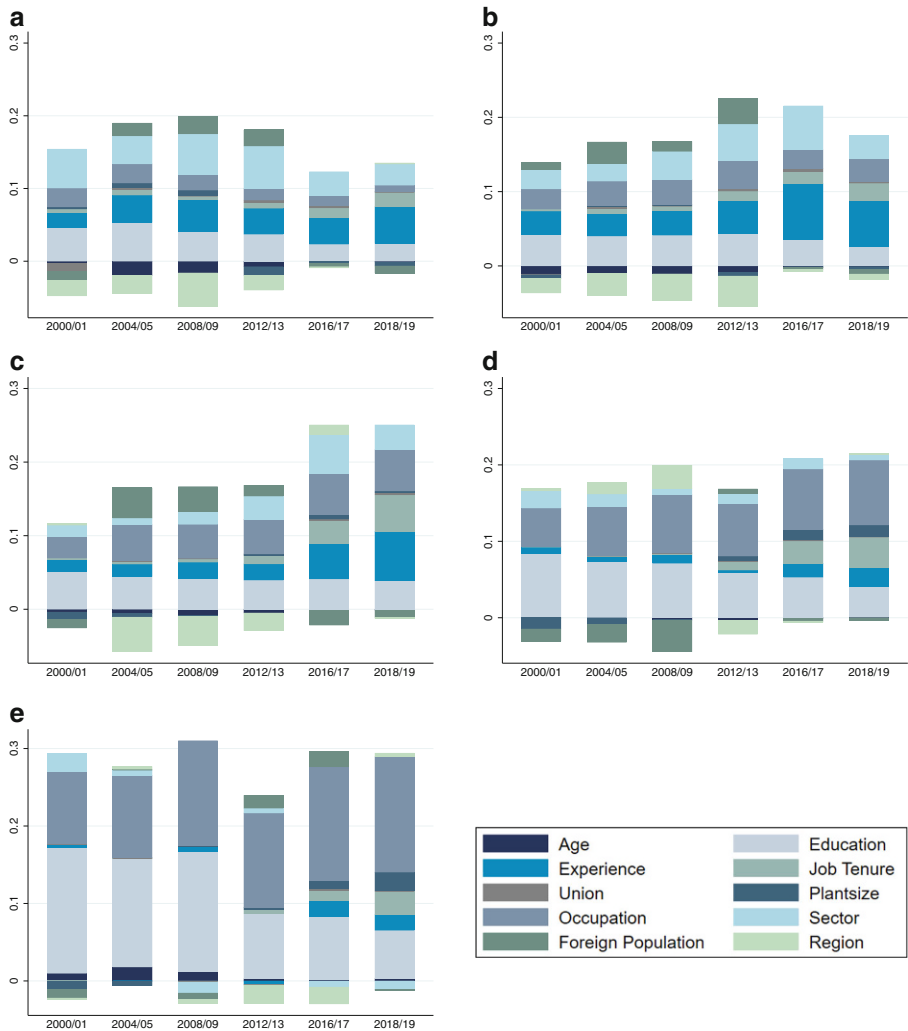 a
0.3
0.2
0.1
0
2000/01 2004/05 2008/09 2012/13 2016/17 2018/19
b
0.3
0.2
0.1
0
2000/01 2004/05 2008/09 2012/13 2016/17 2018/19
c
0.3
0.2
0.1
0
2000/01 2004/05 2008/09 2012/13 2016/17 2018/19
d
0.3
0.2
0.1
0
2000/01 2004/05 2008/09 2012/13 2016/17 2018/19
e
0.3
0.2
0.1
0
2000/01 2004/05 2008/09 2012/13 2016/17 2018/19
Age Education
Experience Job Tenure
Union Plantsize
Occupation Sector
Foreign Population Region